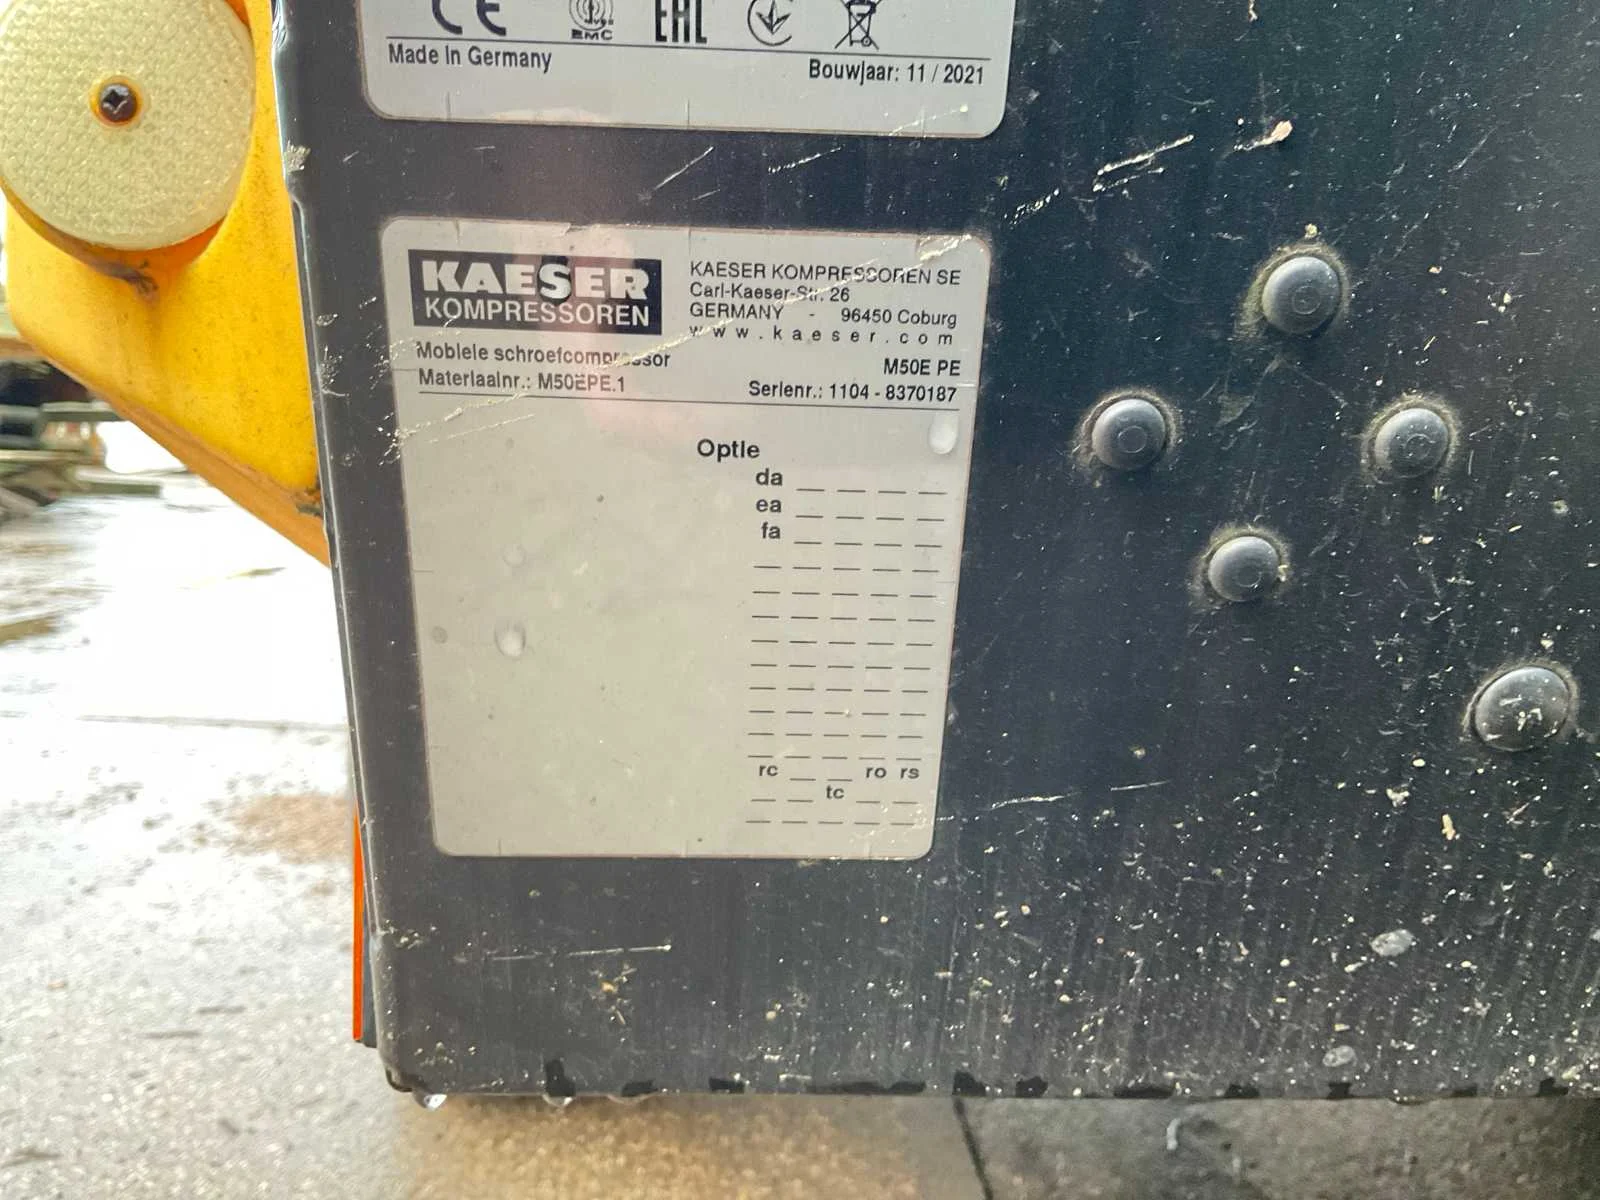 CE EMC EAC
Made in Germany
Bouwjaar: 11 / 2021
KAESER
KOMPRESSOREN
KAESER KOMPRESSOREN SE
Carl-Kaeser-Str. 26
GERMANY - 96450 Coburg
www.kaeser.com
Mobiele schroefcompressor
M50E PE
Materiaalnr.: M50EPE.1
Serienr.: 1104 - 8370187
Optie
da _ _ _ _
ea _ _ _ _
fa _ _ _ _
_ _ _ _ _
_ _ _ _ _
_ _ _ _ _
_ _ _ _ _
_ _ _ _ _
_ _ _ _ _
_ _ _ _ _
_ _ _ _ _
_ _ _ _ _
rc _ _ ro rs
_ _ tc _ _
_ _ _ _ _